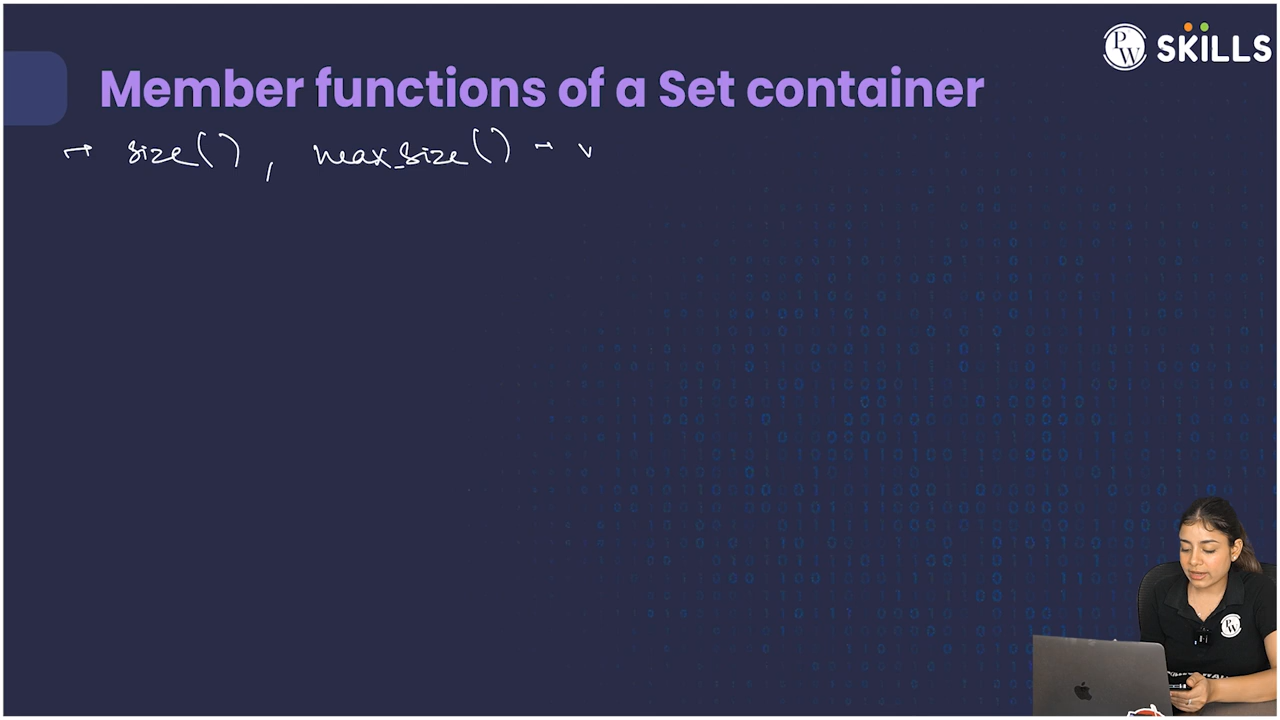 PW SKILLS
Member functions of a Set container
→ size() , max_size() →